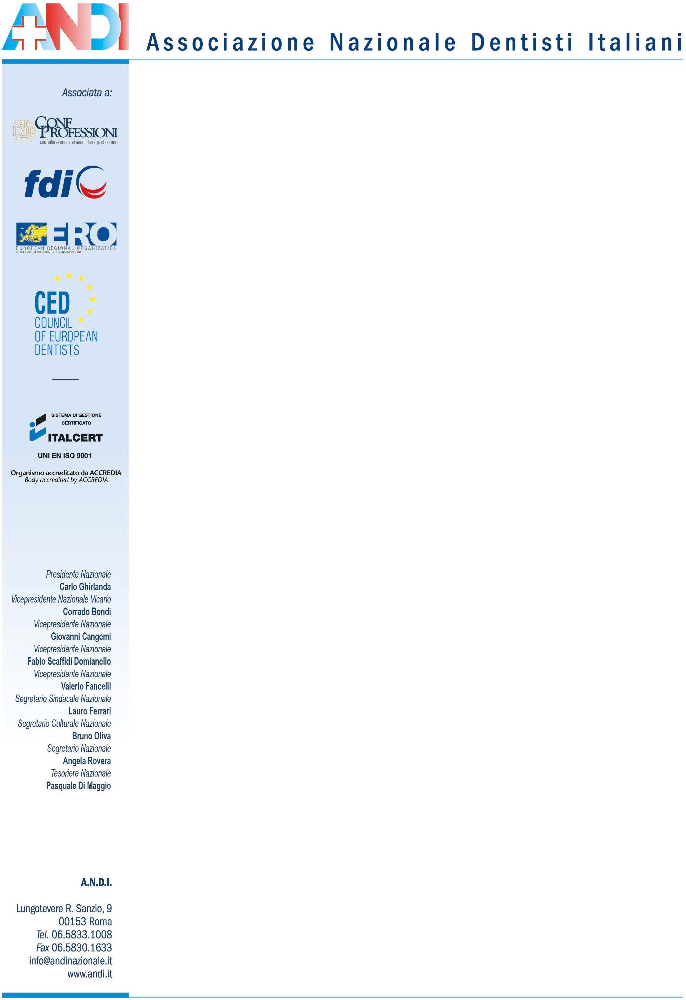 ANDI
Associazione Nazionale Dentisti Italiani
Associata a:
CONF
PROFESSIONI
confederazione italiana libere professioni
fdi
ERO
EUROPEAN REGIONAL ORGANIZATION
OF THE FEDERATION DENTAIRE INTERNATIONALE FDI
CED
COUNCIL
OF EUROPEAN
DENTISTS
SISTEMA DI GESTIONE
CERTIFICATO
ITALCERT
UNI EN ISO 9001
Organismo accreditato da ACCREDIA
Body accredited by ACCREDIA
Presidente Nazionale
Carlo Ghirlanda
Vicepresidente Nazionale Vicario
Corrado Bondi
Vicepresidente Nazionale
Giovanni Cangemi
Vicepresidente Nazionale
Fabio Scaffidi Domianello
Vicepresidente Nazionale
Valerio Fancelli
Segretario Sindacale Nazionale
Lauro Ferrari
Segretario Culturale Nazionale
Bruno Oliva
Segretario Nazionale
Angela Rovera
Tesoriere Nazionale
Pasquale Di Maggio
A.N.D.I.
Lungotevere R. Sanzio, 9
00153 Roma
Tel. 06.5833.1008
Fax 06.5830.1633
info@andinazionale.it
www.andi.it